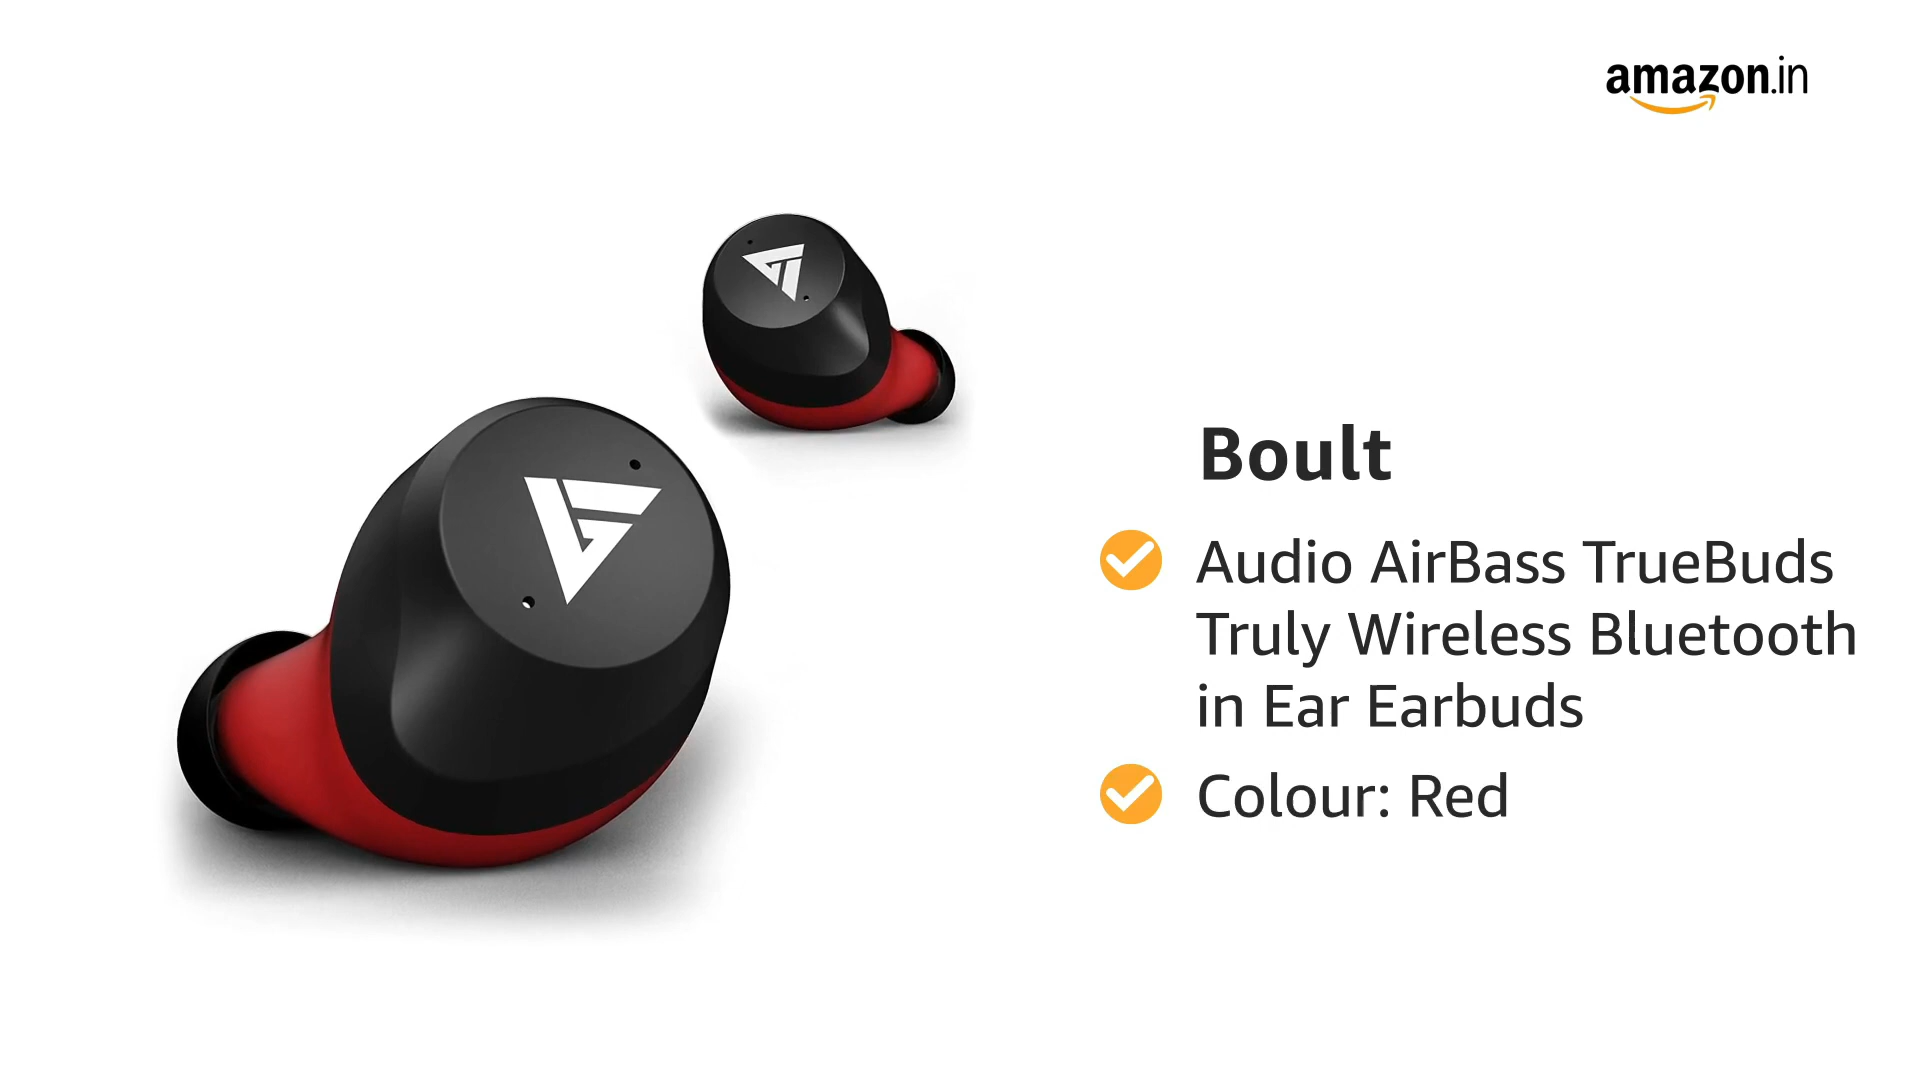 amazon.in
Boult
Audio AirBass TrueBuds
Truly Wireless Bluetooth
in Ear Earbuds
Colour: Red